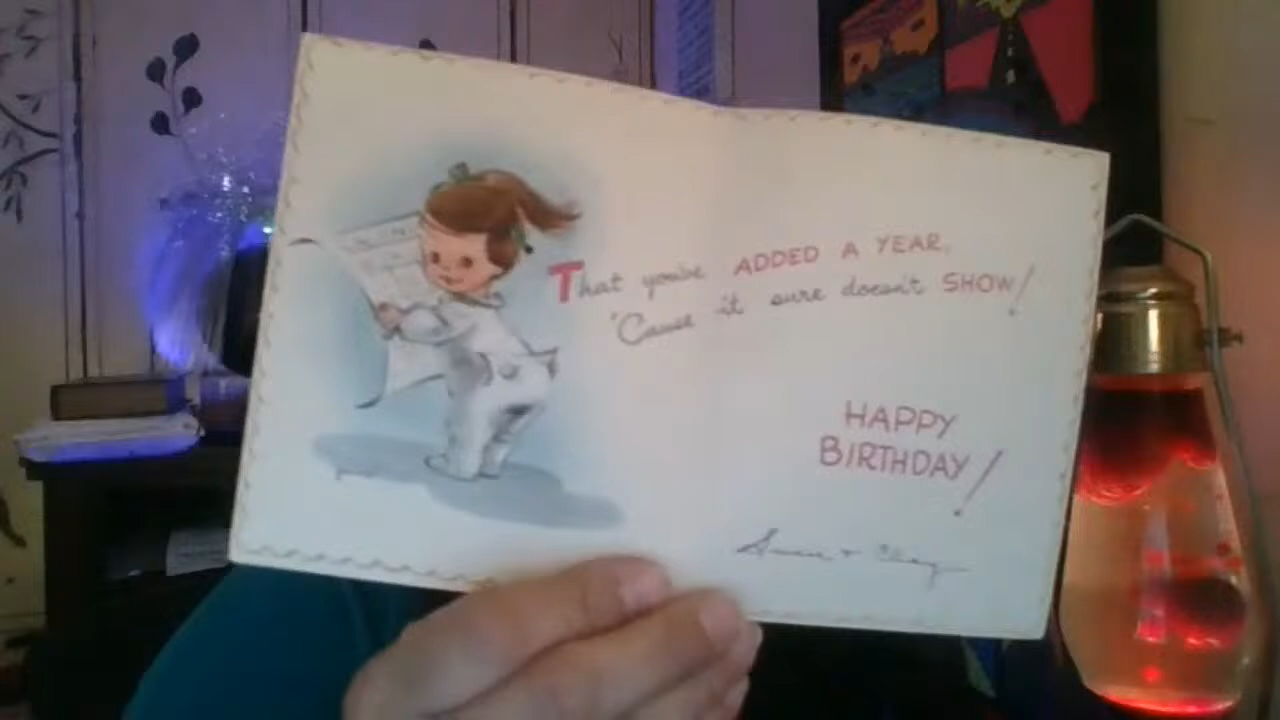 That you've ADDED A YEAR,
'Cause it sure doesn't SHOW!
HAPPY
BIRTHDAY!